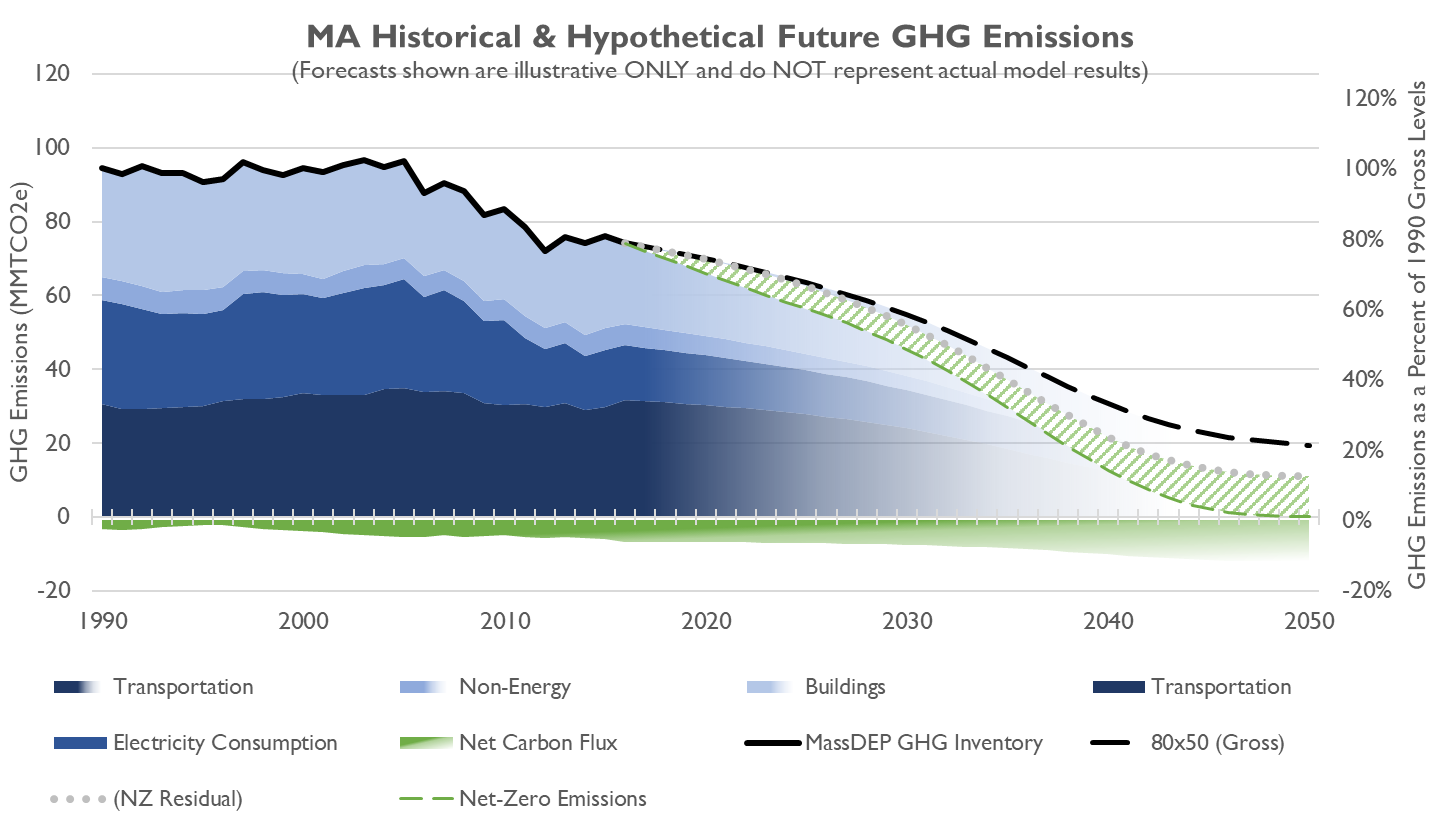 MA Historical & Hypothetical Future GHG Emissions
(Forecasts shown are illustrative ONLY and do NOT represent actual model results)
GHG Emissions (MMTCO2e)
120
100
80
60
40
20
0
-20
120%
100%
80%
60%
40%
20%
0%
-20%
GHG Emissions as a Percent of 1990 Gross Levels
1990 2000 2010 2020 2030 2040 2050
Transportation Non-Energy Buildings Transportation
Electricity Consumption Net Carbon Flux MassDEP GHG Inventory 80x50 (Gross)
(NZ Residual) Net-Zero Emissions